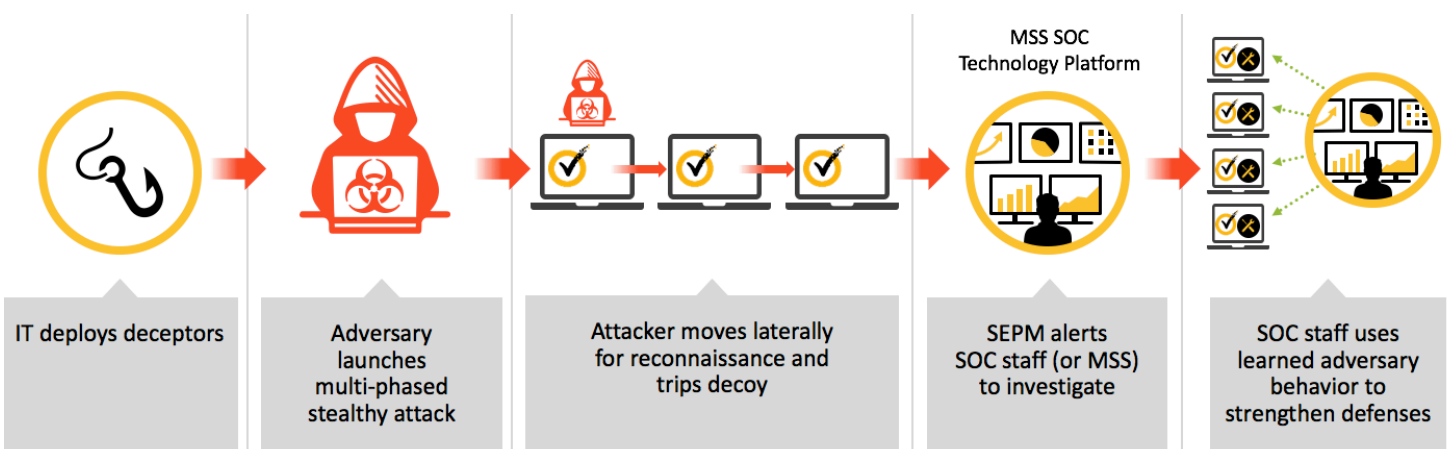 MSS SOC
Technology Platform
IT deploys deceptors
Adversary
launches
multi-phased
stealthy attack
Attacker moves laterally
for reconnaissance and
trips decoy
SEPM alerts
SOC staff (or MSS)
to investigate
SOC staff uses
learned adversary
behavior to
strengthen defenses